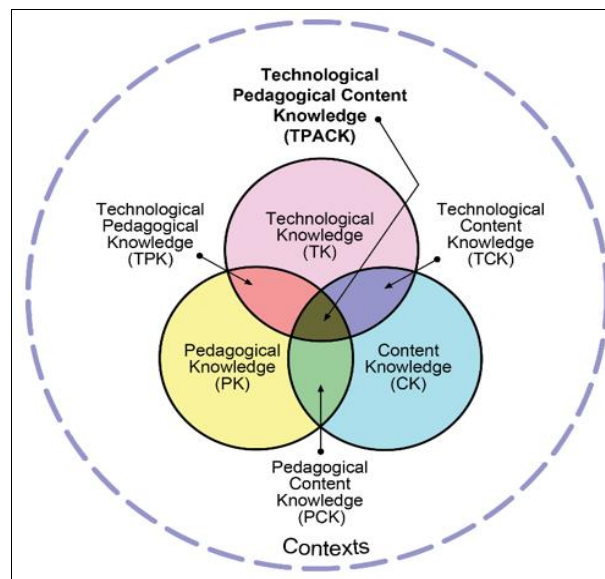 Technological
Pedagogical Content
Knowledge
(TPACK)
Technological
Pedagogical
Knowledge
(TPK)
Technological
Knowledge
(TK)
Technological
Content
Knowledge
(TCK)
Pedagogical
Knowledge
(PK)
Content
Knowledge
(CK)
Pedagogical
Content
Knowledge
(PCK)
Contexts